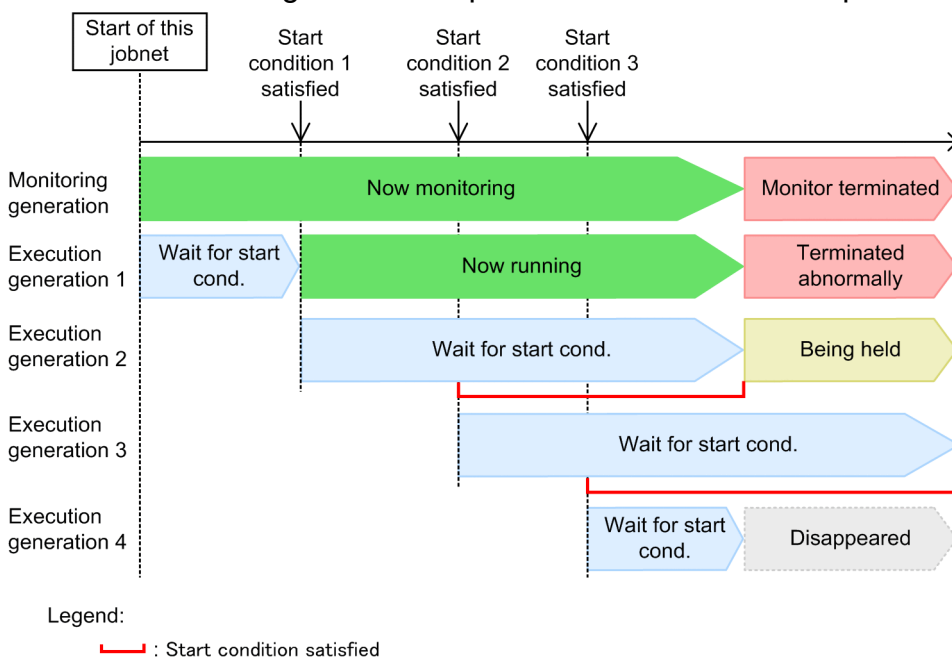 Start of this
jobnet
Start
condition 1
satisfied
Start
condition 2
satisfied
Start
condition 3
satisfied
Monitoring
generation
Now monitoring
Monitor terminated
Execution
generation 1
Wait for start
cond.
Now running
Terminated
abnormally
Execution
generation 2
Wait for start cond.
Being held
Execution
generation 3
Wait for start cond.
Execution
generation 4
Wait for start
cond.
Disappeared
Legend:
: Start condition satisfied